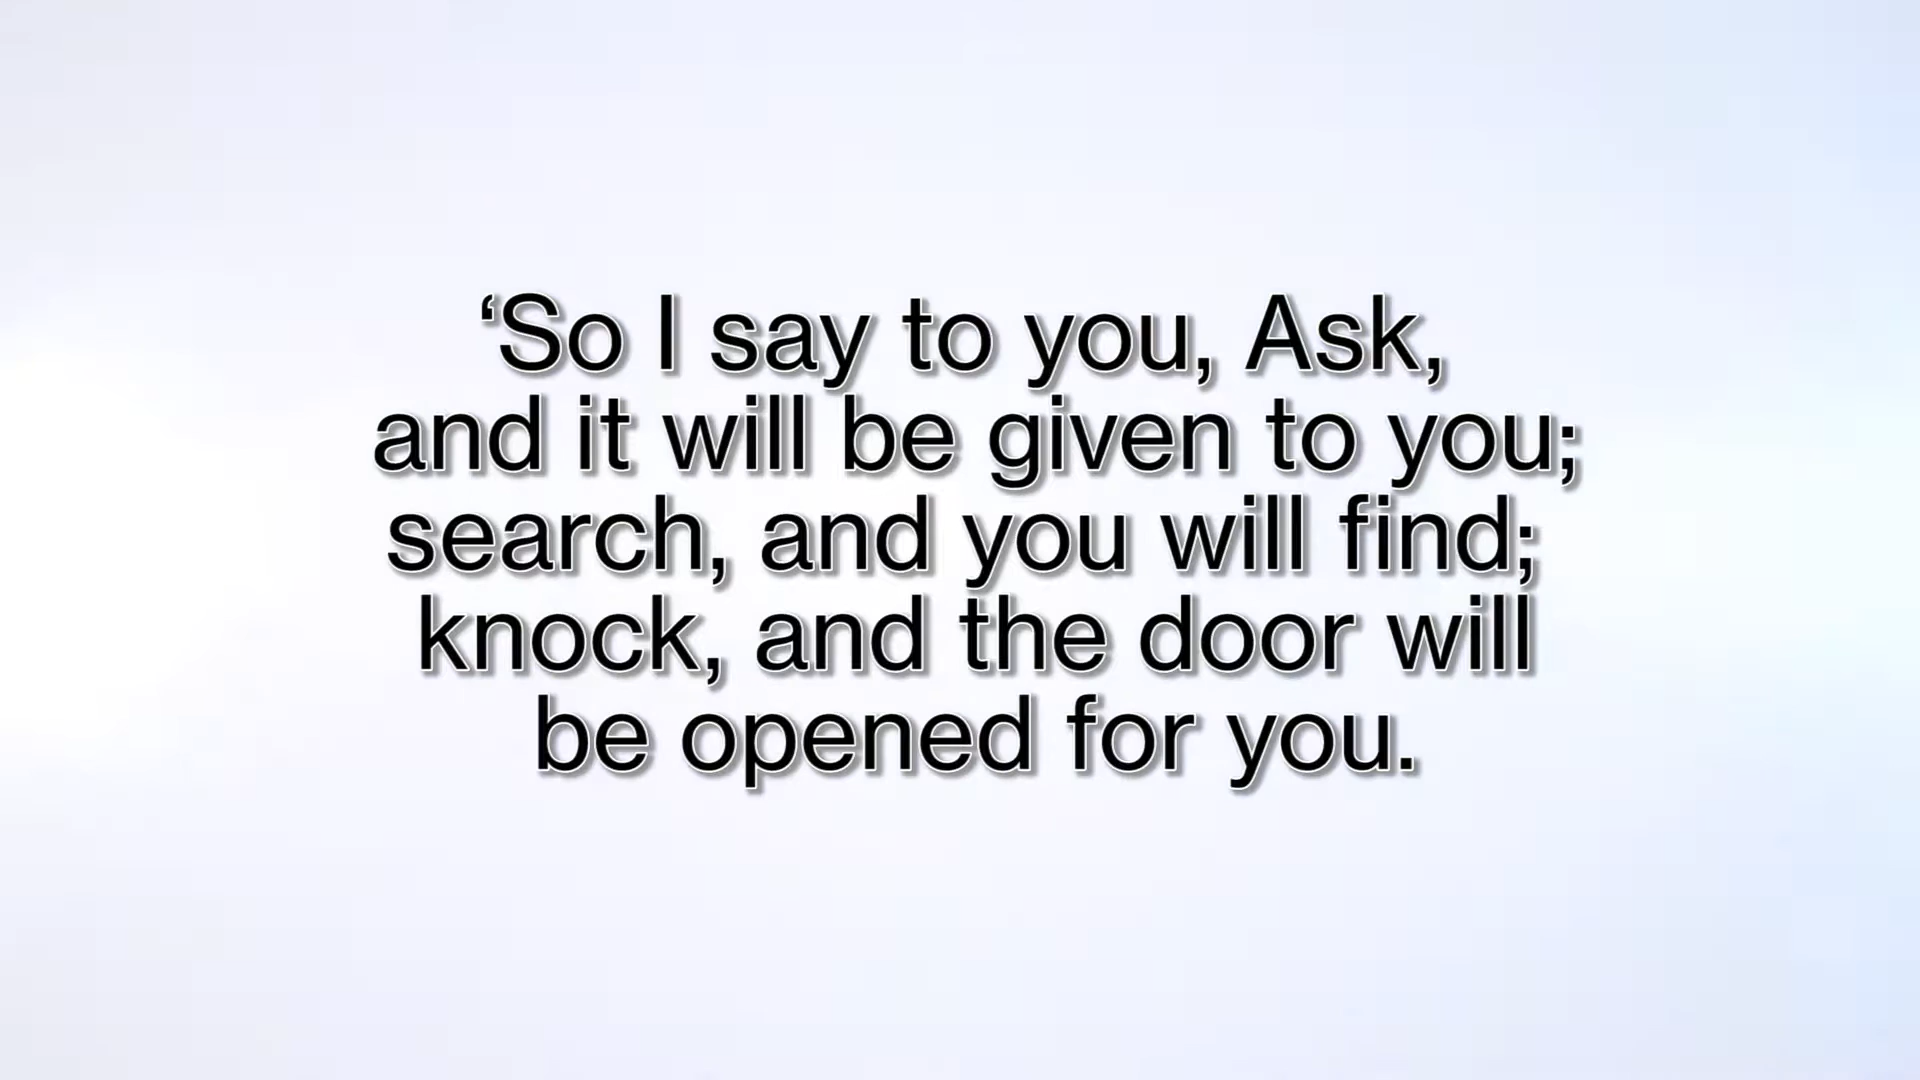 ‘So I say to you, Ask,
and it will be given to you;
search, and you will find;
knock, and the door will
be opened for you.